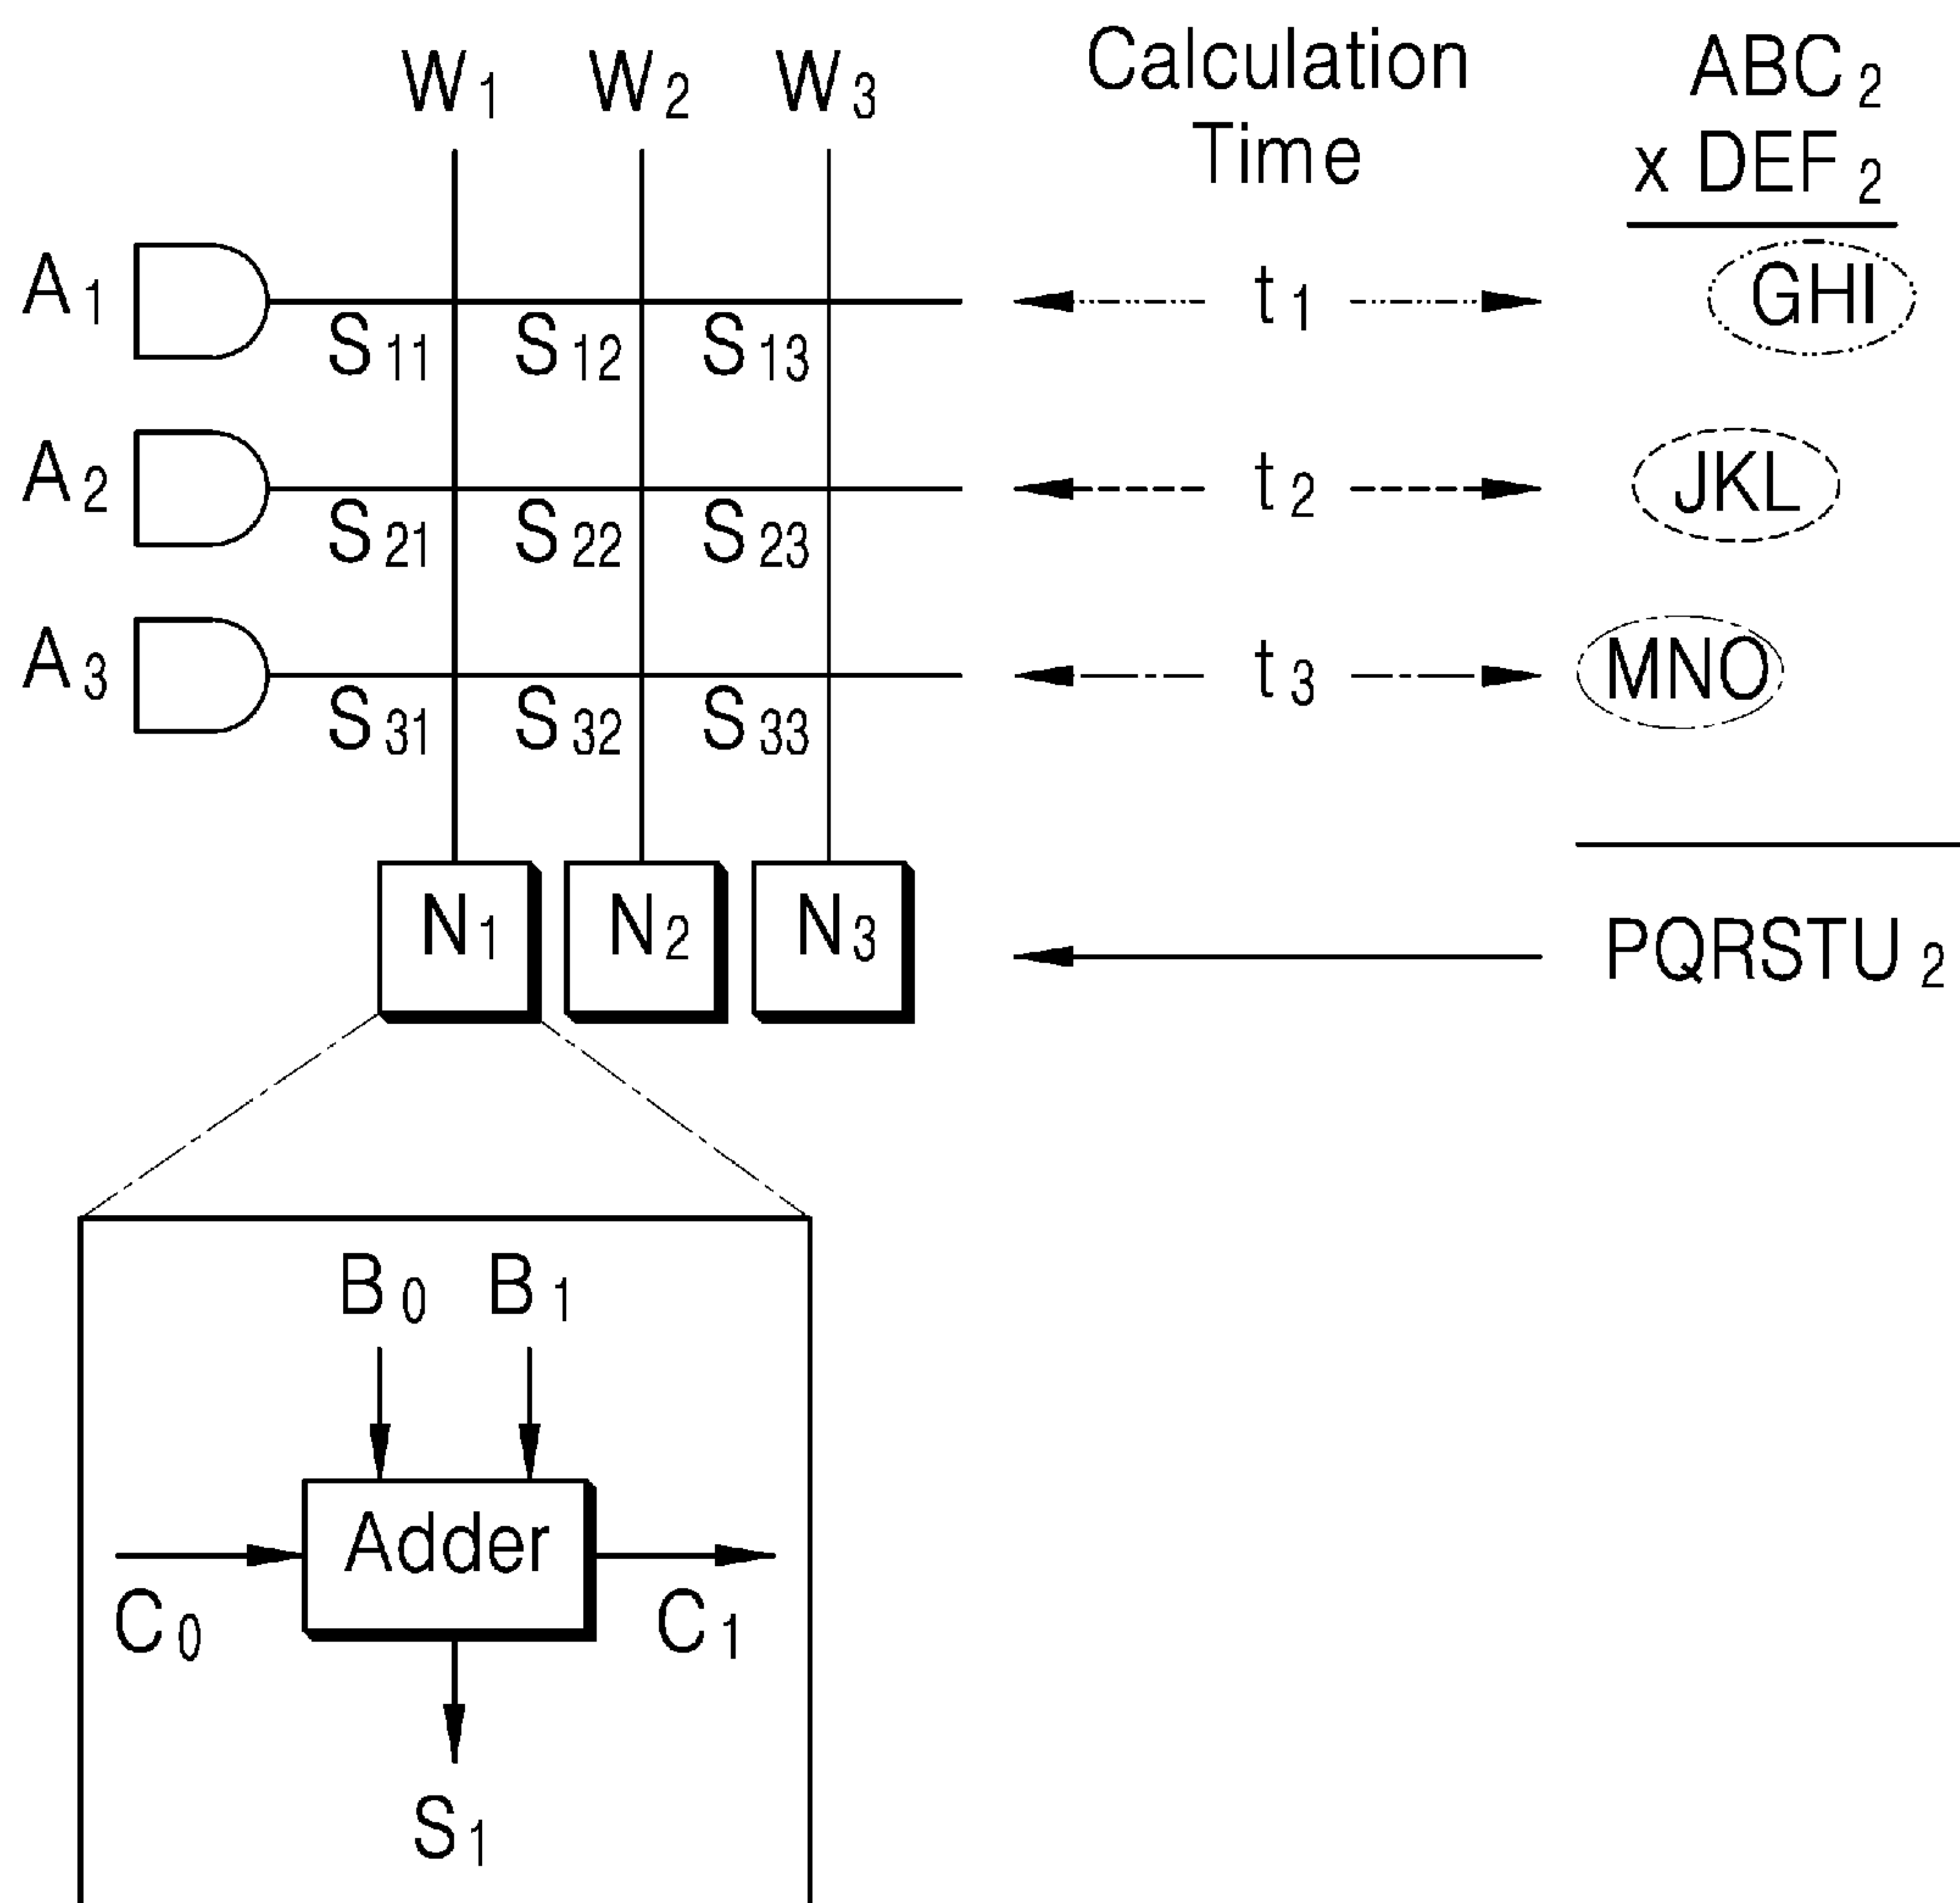 W1 W2 W3
Calculation
Time
ABC2
x DEF2
A1
S11 S12 S13
t1
GHI
A2
S21 S22 S23
t2
JKL
A3
S31 S32 S33
t3
MNO
N1 N2 N3
PQRSTU2
B0 B1
Adder
C0 C1
S1